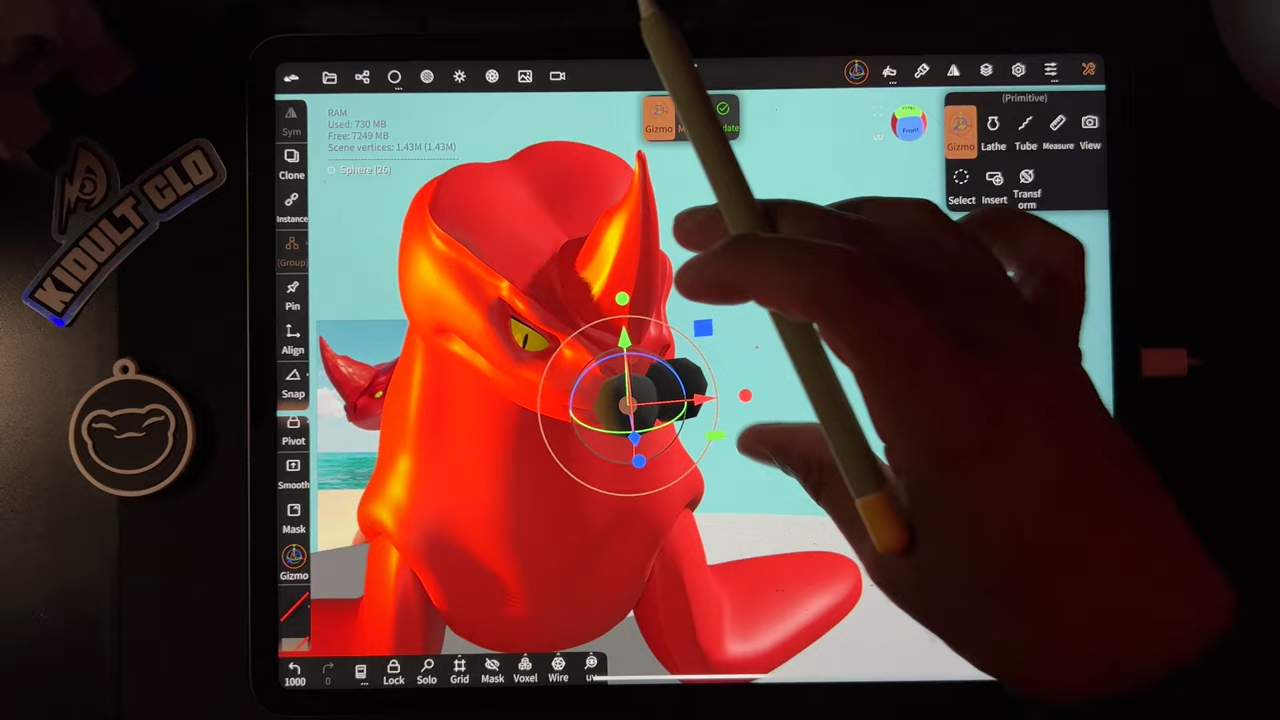 RAM
Used: 730 MB
Free: 7249 MB
Scene vertices: 1.43M (1.43M)
Sphere (26)
Sym
Clone
Instance
(Group)
Pin
Align
Snap
Pivot
Smooth
Mask
Gizmo
Gizmo
Front
(Primitive)
Gizmo
Lathe
Tube
Measure
View
Select
Insert
Transf
orm
KIDULT CLO
1000
0
Lock
Solo
Grid
Mask
Voxel
Wire